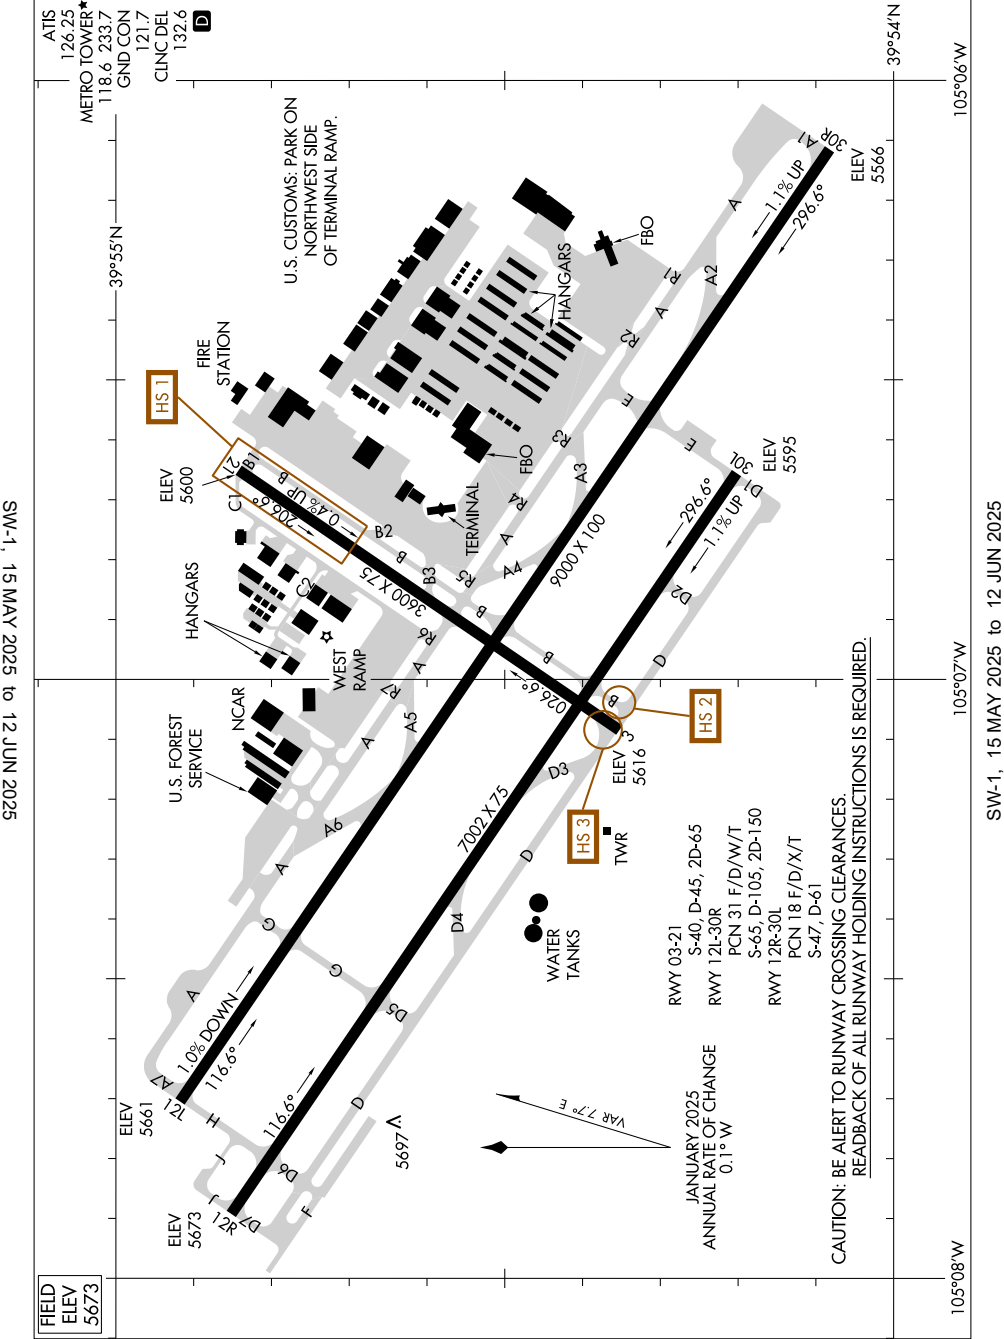 ATIS
126.25
METRO TOWER★
118.6 233.7
GND CON
121.7
CLNC DEL
132.6
D
39°54'N
105°06'W
39°55'N
U.S. CUSTOMS: PARK ON
NORTHWEST SIDE
OF TERMINAL RAMP.
30R
A1
ELEV
5566
1.1% UP
296.6°
A
A2
R1
A
R2
FBO
HANGARS
FIRE
STATION
HS 1
ELEV
5600
21
B1
B
C1
206.6°
0.4% UP
B2
B
B3
3600 X 75
C2
TERMINAL
FBO
R3
A3
R4
A
A4
R5
B
R6
A
R7
A5
A
9000 X 100
E
E
30L
D1
ELEV
5595
296.6°
1.1% UP
D2
D
B
026.6°
B
3
ELEV
5616
HS 2
HS 3
D3
TWR
D
7002 X 75
D4
HANGARS
WEST
RAMP
NCAR
U.S. FOREST
SERVICE
A6
A
G
G
A
1.0% DOWN
116.6°
A7
12L
ELEV
5661
H
J
J
116.6°
D5
D
D6
D7
12R
ELEV
5673
F
5697
WATER
TANKS
105°07'W
RWY 03-21
S-40, D-45, 2D-65
RWY 12L-30R
PCN 31 F/D/W/T
S-65, D-105, 2D-150
RWY 12R-30L
PCN 18 F/D/X/T
S-47, D-61
VAR 7.7° E
JANUARY 2025
ANNUAL RATE OF CHANGE
0.1° W
CAUTION: BE ALERT TO RUNWAY CROSSING CLEARANCES.
READBACK OF ALL RUNWAY HOLDING INSTRUCTIONS IS REQUIRED.
FIELD
ELEV
5673
105°08'W
SW-1, 15 MAY 2025 to 12 JUN 2025
SW-1, 15 MAY 2025 to 12 JUN 2025